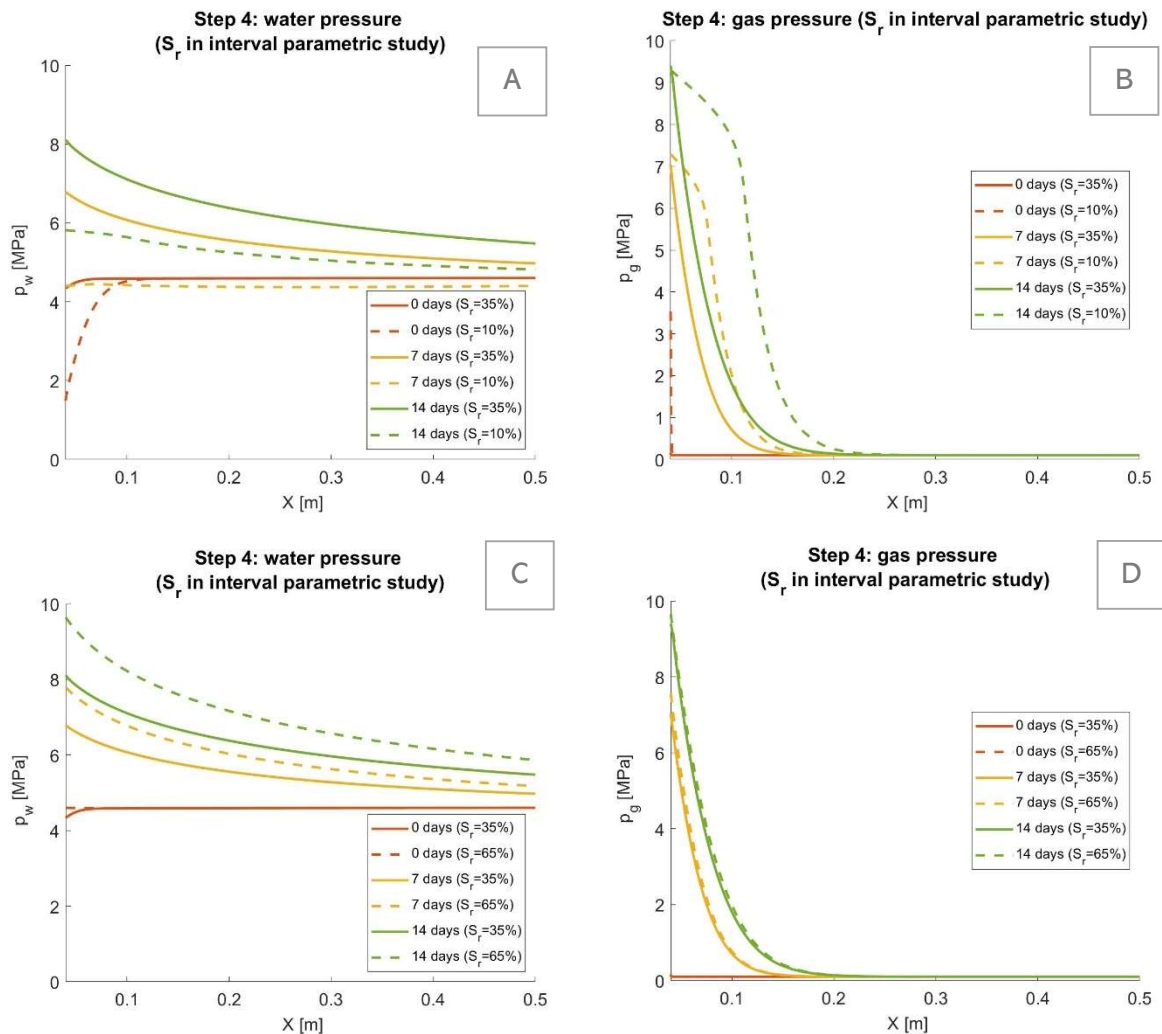 Step 4: water pressure
(S_r in interval parametric study)
A
10
8
6
4
2
0
p_w [MPa]
0.1 0.2 0.3 0.4 0.5
X [m]
0 days (S_r=35%)
0 days (S_r=10%)
7 days (S_r=35%)
7 days (S_r=10%)
14 days (S_r=35%)
14 days (S_r=10%)
Step 4: gas pressure (S_r in interval parametric study)
B
10
9
8
7
6
5
4
3
2
1
0
p_g [MPa]
0.1 0.2 0.3 0.4 0.5
X [m]
0 days (S_r=35%)
0 days (S_r=10%)
7 days (S_r=35%)
7 days (S_r=10%)
14 days (S_r=35%)
14 days (S_r=10%)
Step 4: water pressure
(S_r in interval parametric study)
C
10
8
6
4
2
0
p_w [MPa]
0.1 0.2 0.3 0.4 0.5
X [m]
0 days (S_r=35%)
0 days (S_r=65%)
7 days (S_r=35%)
7 days (S_r=65%)
14 days (S_r=35%)
14 days (S_r=65%)
Step 4: gas pressure
(S_r in interval parametric study)
D
10
8
6
4
2
0
p_g [MPa]
0.1 0.2 0.3 0.4 0.5
X [m]
0 days (S_r=35%)
0 days (S_r=65%)
7 days (S_r=35%)
7 days (S_r=65%)
14 days (S_r=35%)
14 days (S_r=65%)